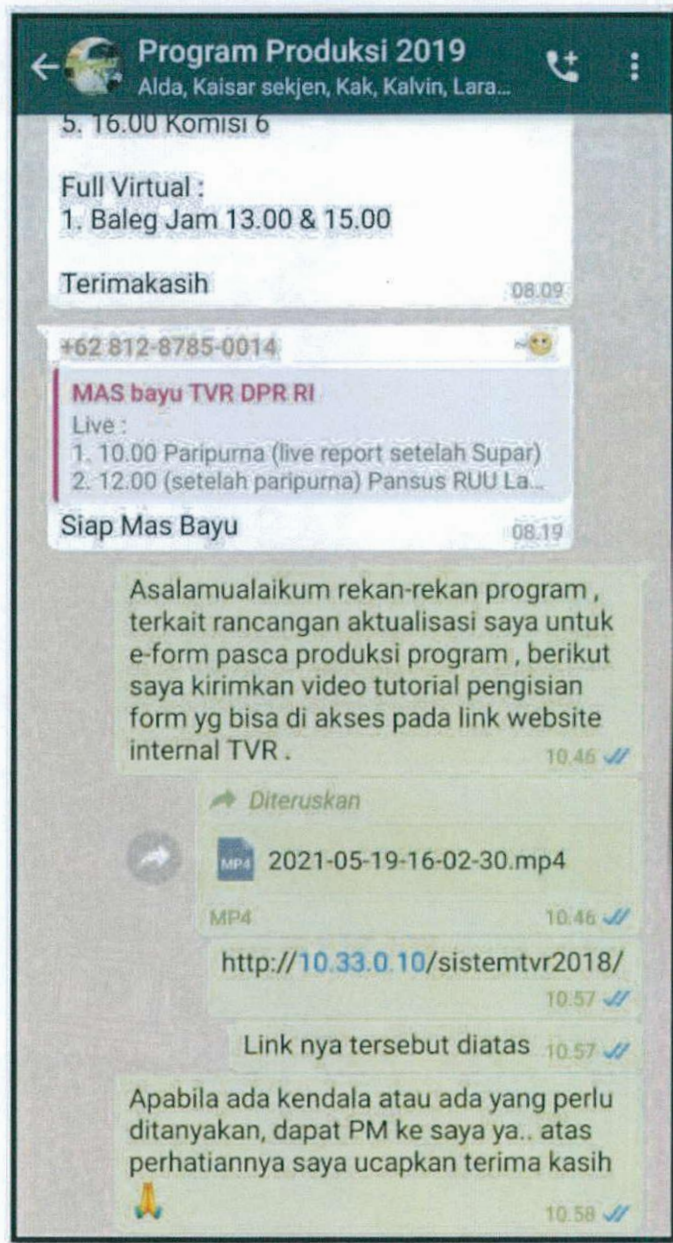 Program Produksi 2019
Alda, Kaisar sekjen, Kak, Kalvin, Lara...
5. 16.00 Komisi 6
Full Virtual :
1. Baleg Jam 13.00 & 15.00
Terimakasih 08.09
+62 812-8785-0014 ~😶
MAS bayu TVR DPR RI
Live :
1. 10.00 Paripurna (live report setelah Supar)
2. 12.00 (setelah paripurna) Pansus RUU La...
Siap Mas Bayu 08.19
Asalamualaikum rekan-rekan program ,
terkait rancangan aktualisasi saya untuk
e-form pasca produksi program , berikut
saya kirimkan video tutorial pengisian
form yg bisa di akses pada link website
internal TVR . 10.46
Diteruskan
MP4 2021-05-19-16-02-30.mp4
MP4 10.46
http://10.33.0.10/sistemtvr2018/
10.57
Link nya tersebut diatas 10.57
Apabila ada kendala atau ada yang perlu
ditanyakan, dapat PM ke saya ya.. atas
perhatiannya saya ucapkan terima kasih
🙏 10.58